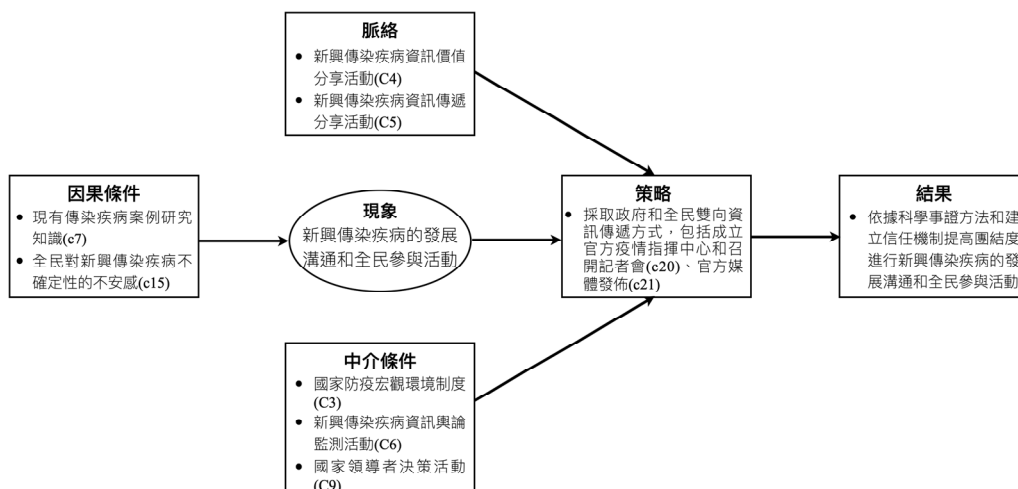 脈絡
● 新興傳染疾病資訊價值
分享活動(C4)
● 新興傳染疾病資訊傳遞
分享活動(C5)
因果條件
● 現有傳染疾病案例研究
知識(c7)
● 全民對新興傳染疾病不
確定性的不安感(c15)
現象
新興傳染疾病的發展
溝通和全民參與活動
策略
● 採取政府和全民雙向資
訊傳遞方式，包括成立
官方疫情指揮中心和召
開記者會(c20)、官方媒
體發佈(c21)
結果
● 依據科學事證方法和建
立信任機制提高團結度
進行新興傳染疾病的發
展溝通和全民參與活動
中介條件
● 國家防疫宏觀環境制度
(C3)
● 新興傳染疾病資訊輿論
監測活動(C6)
● 國家領導者決策活動
(C9)